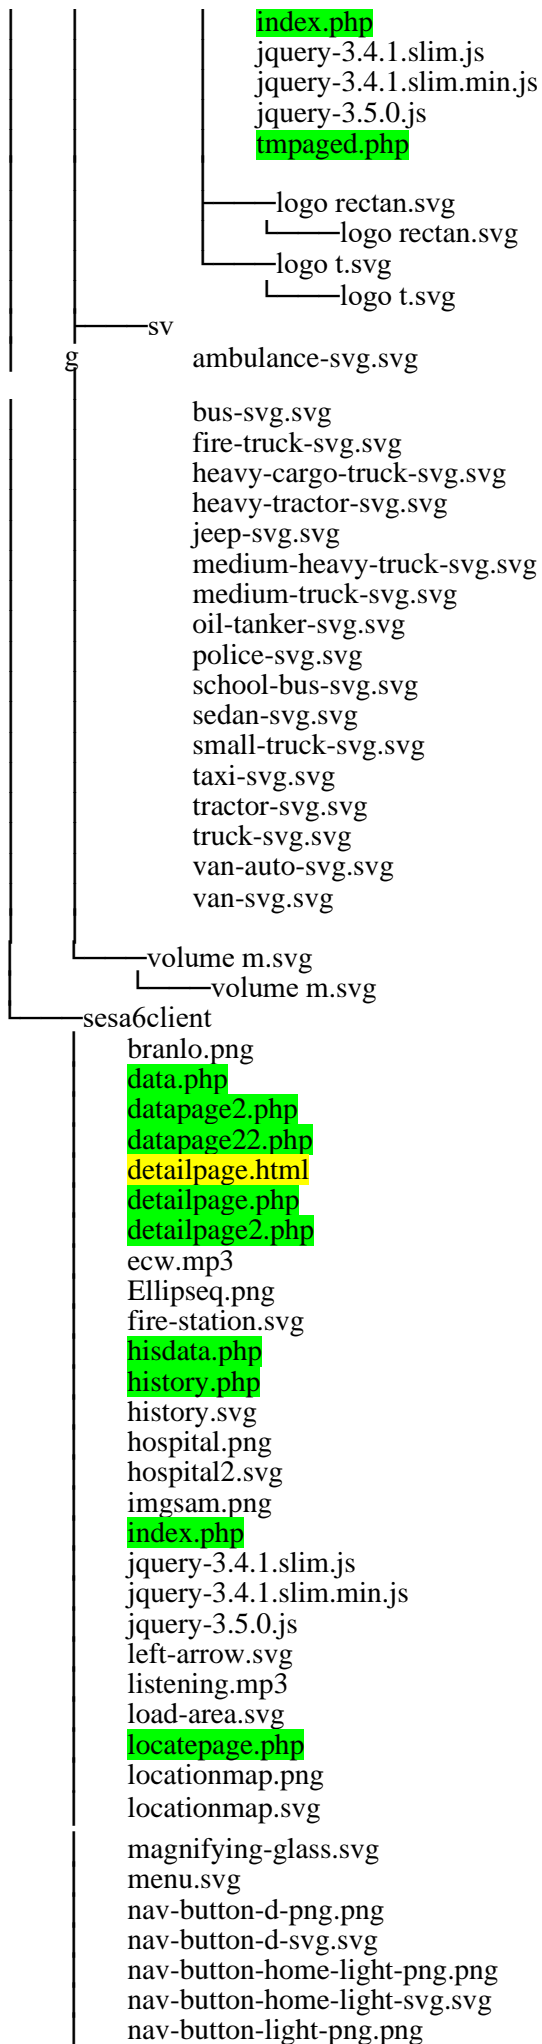 index.php
jquery-3.4.1.slim.js
jquery-3.4.1.slim.min.js
jquery-3.5.0.js
tmpaged.php
logo rectan.svg
logo rectan.svg
logo t.svg
logo t.svg
sv
g ambulance-svg.svg
bus-svg.svg
fire-truck-svg.svg
heavy-cargo-truck-svg.svg
heavy-tractor-svg.svg
jeep-svg.svg
medium-heavy-truck-svg.svg
medium-truck-svg.svg
oil-tanker-svg.svg
police-svg.svg
school-bus-svg.svg
sedan-svg.svg
small-truck-svg.svg
taxi-svg.svg
tractor-svg.svg
truck-svg.svg
van-auto-svg.svg
van-svg.svg
volume m.svg
volume m.svg
sesa6client
branlo.png
data.php
datapage2.php
datapage22.php
detailpage.html
detailpage.php
detailpage2.php
ecw.mp3
Ellipseq.png
fire-station.svg
hisdata.php
history.php
history.svg
hospital.png
hospital2.svg
imgsam.png
index.php
jquery-3.4.1.slim.js
jquery-3.4.1.slim.min.js
jquery-3.5.0.js
left-arrow.svg
listening.mp3
load-area.svg
locatepage.php
locationmap.png
locationmap.svg
magnifying-glass.svg
menu.svg
nav-button-d-png.png
nav-button-d-svg.svg
nav-button-home-light-png.png
nav-button-home-light-svg.svg
nav-button-light-png.png